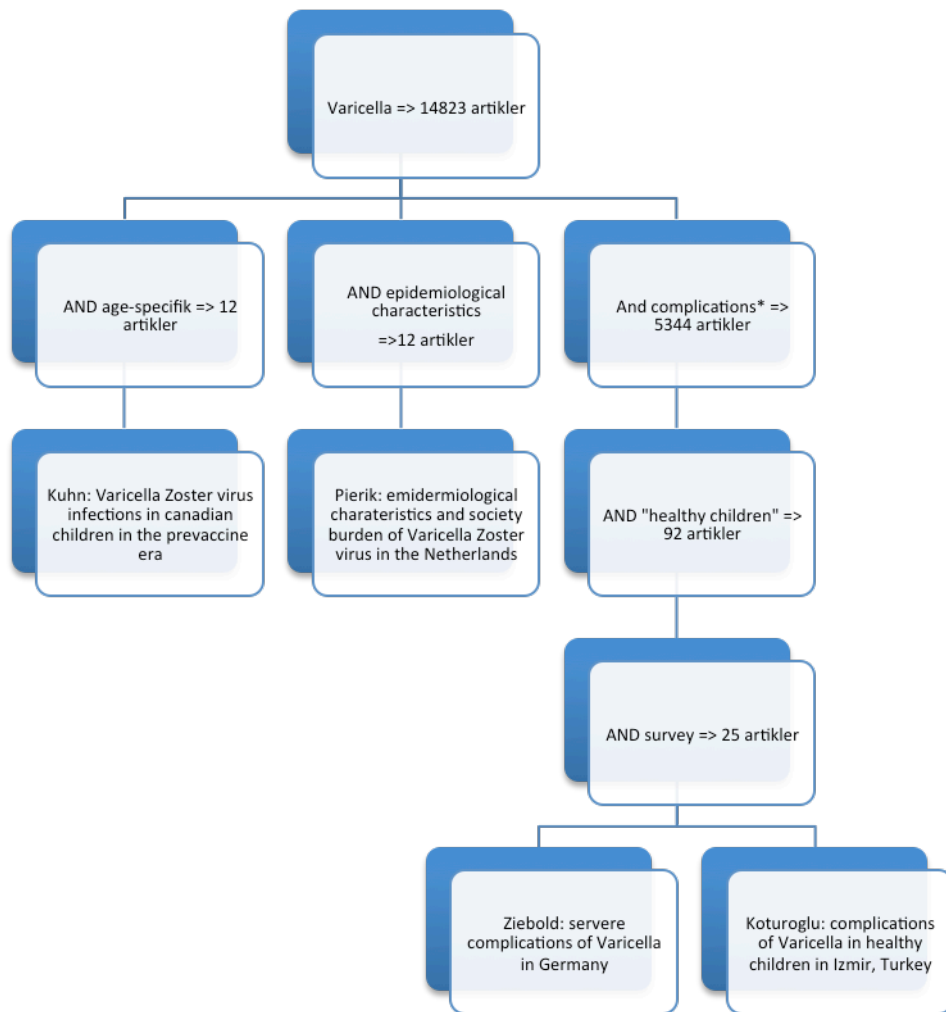 Varicella => 14823 artikler
AND age-specifik => 12
artikler
AND epidemiological
characteristics
=>12 artikler
And complications* =>
5344 artikler
Kuhn: Varicella Zoster virus
infections in canadian
children in the prevaccine
era
Pierik: emidermiological
charateristics and society
burden of Varicella Zoster
virus in the Netherlands
AND "healthy children" =>
92 artikler
AND survey => 25 artikler
Ziebold: servere
complications of Varicella
in Germany
Koturoglu: complications
of Varicella in healthy
children in Izmir, Turkey